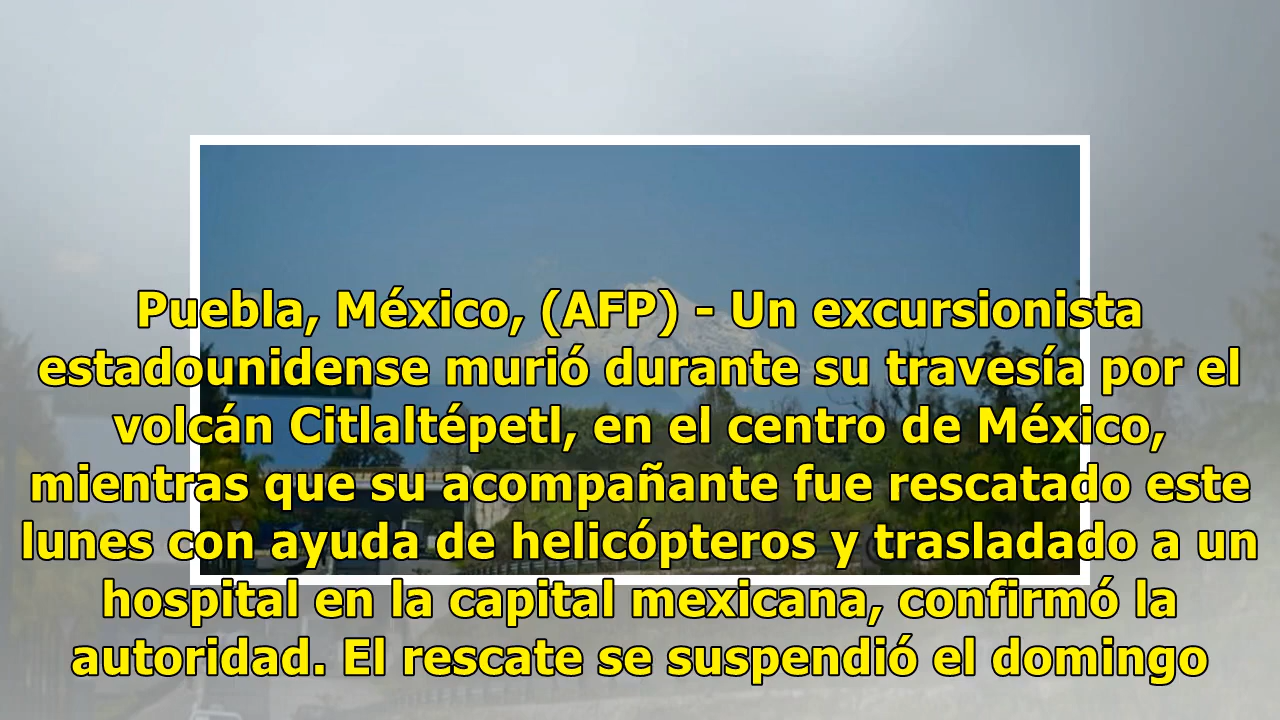 Puebla, México, (AFP) - Un excursionista
estadounidense murió durante su travesía por el
volcán Citlaltépetl, en el centro de México,
mientras que su acompañante fue rescatado este
lunes con ayuda de helicópteros y trasladado a un
hospital en la capital mexicana, confirmó la
autoridad. El rescate se suspendió el domingo